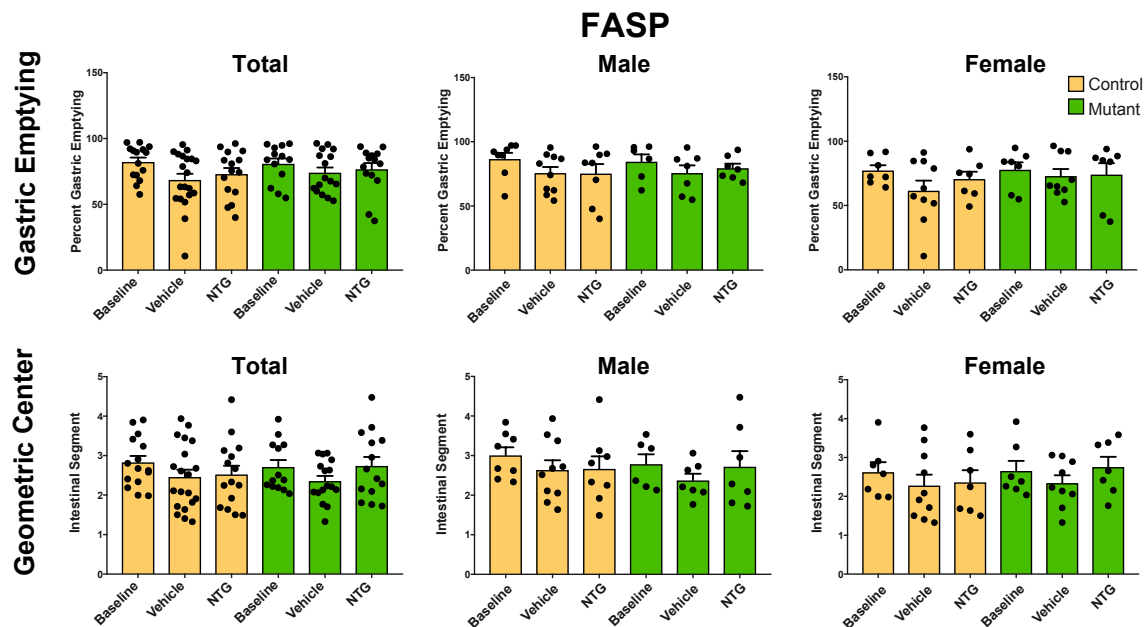 FASP
Total
Male
Female
Control
Mutant
Gastric Emptying
Percent Gastric Emptying
150
100
50
0
Baseline
Vehicle
NTG
Baseline
Vehicle
NTG
Percent Gastric Emptying
150
100
50
0
Baseline
Vehicle
NTG
Baseline
Vehicle
NTG
Percent Gastric Emptying
150
100
50
0
Baseline
Vehicle
NTG
Baseline
Vehicle
NTG
Total
Male
Female
Geometric Center
Intestinal Segment
5
4
3
2
1
0
Baseline
Vehicle
NTG
Baseline
Vehicle
NTG
Intestinal Segment
5
4
3
2
1
0
Baseline
Vehicle
NTG
Baseline
Vehicle
NTG
Intestinal Segment
5
4
3
2
1
0
Baseline
Vehicle
NTG
Baseline
Vehicle
NTG